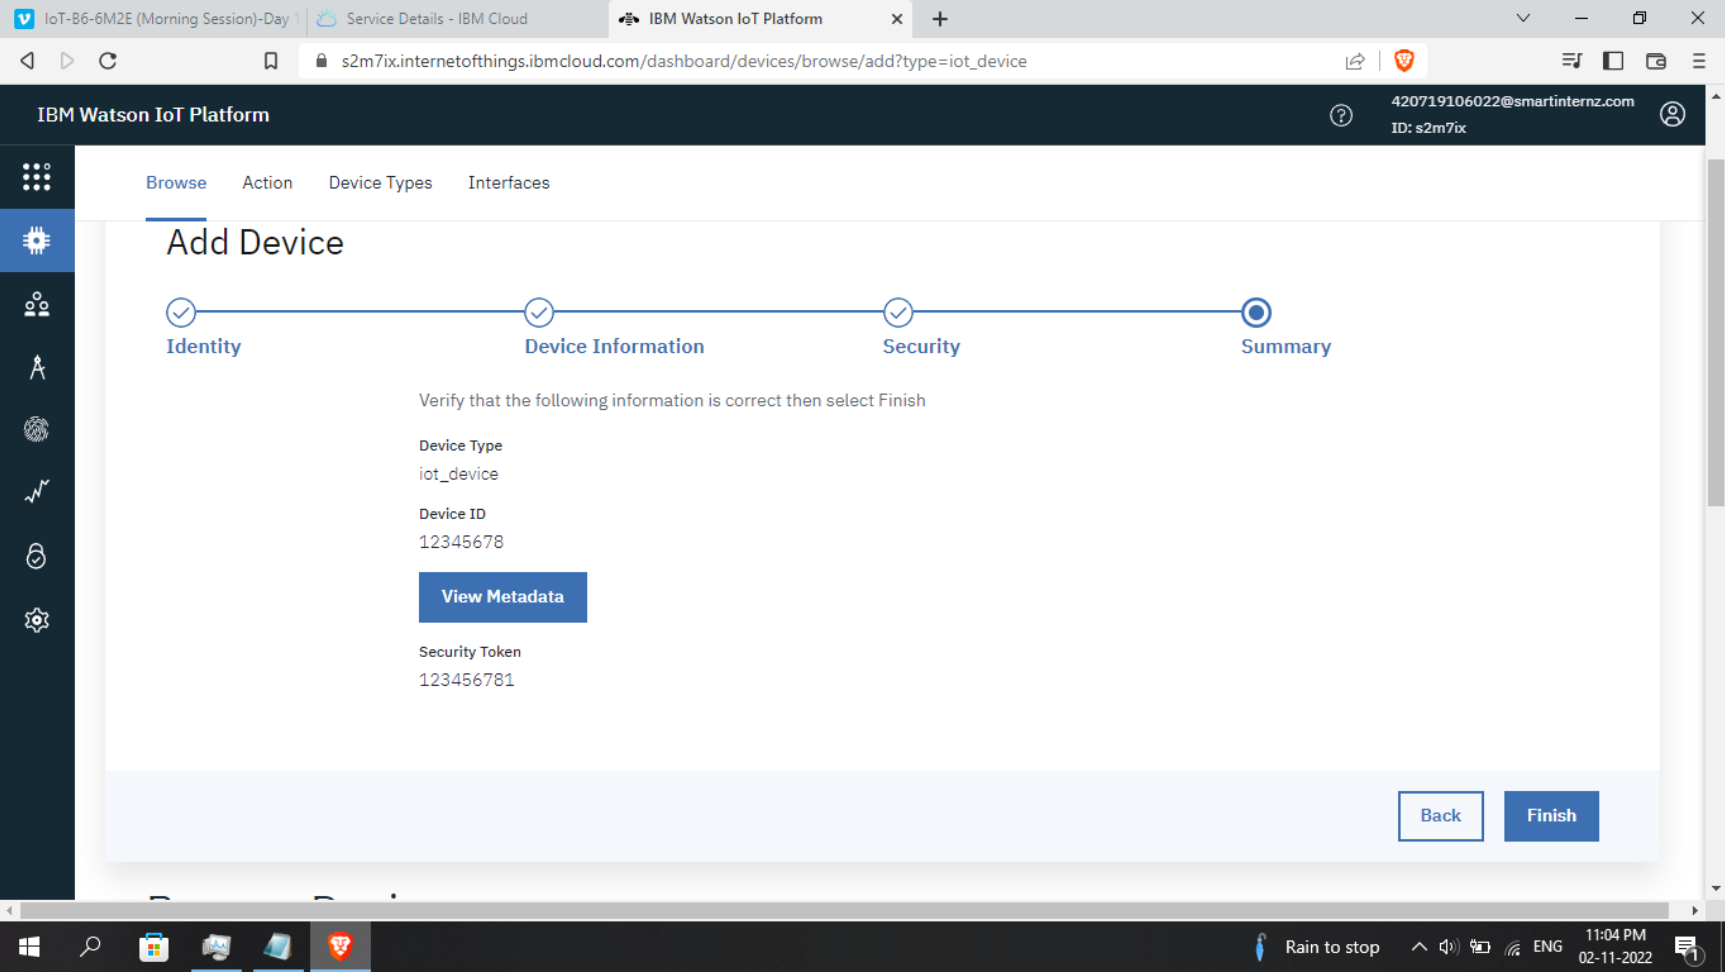 IoT-B6-6M2E (Morning Session)-Day 1
Service Details - IBM Cloud
IBM Watson IoT Platform
s2m7ix.internetofthings.ibmcloud.com/dashboard/devices/browse/add?type=iot_device
IBM Watson IoT Platform
420719106022@smartinternz.com
ID: s2m7ix
Browse
Action
Device Types
Interfaces
Add Device
Identity
Device Information
Security
Summary
Verify that the following information is correct then select Finish
Device Type
iot_device
Device ID
12345678
View Metadata
Security Token
123456781
Back
Finish
Rain to stop
ENG
11:04 PM
02-11-2022
1